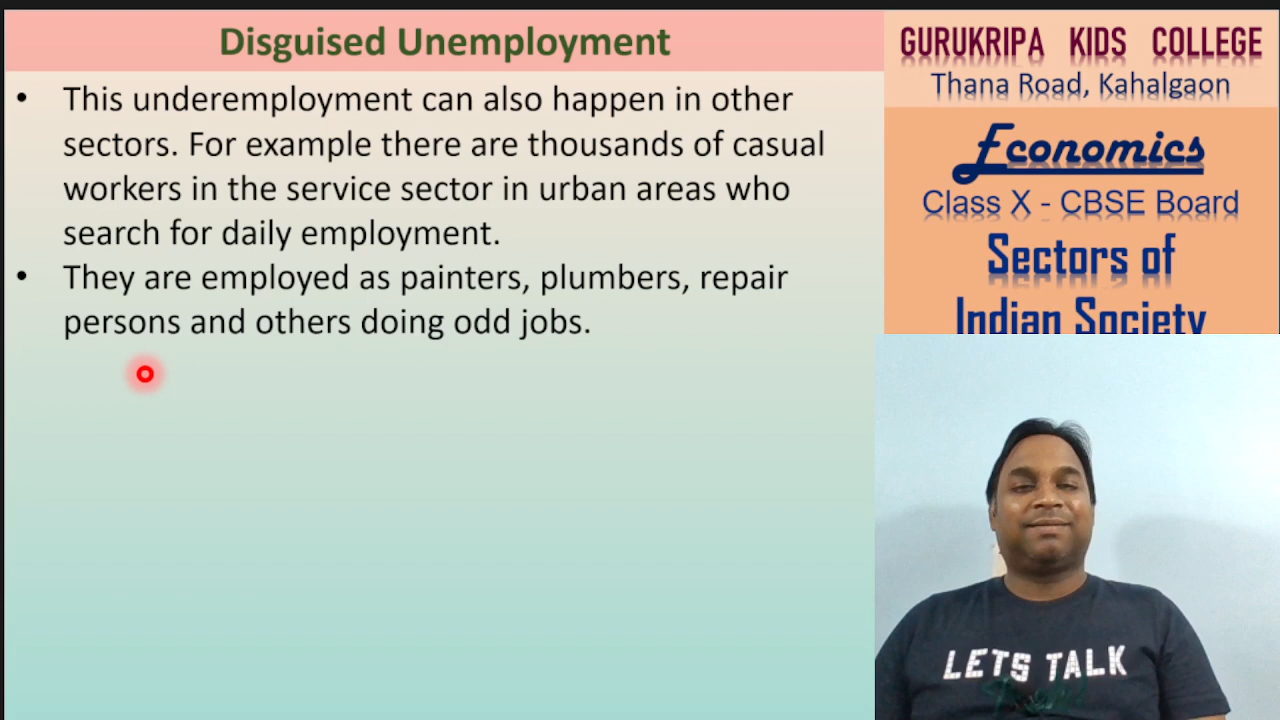 Disguised Unemployment
• This underemployment can also happen in other
sectors. For example there are thousands of casual
workers in the service sector in urban areas who
search for daily employment.
• They are employed as painters, plumbers, repair
persons and others doing odd jobs.
GURUKRIPA KIDS COLLEGE
Thana Road, Kahalgaon
Economics
Class X - CBSE Board
Sectors of
Indian Society
LETS TALK